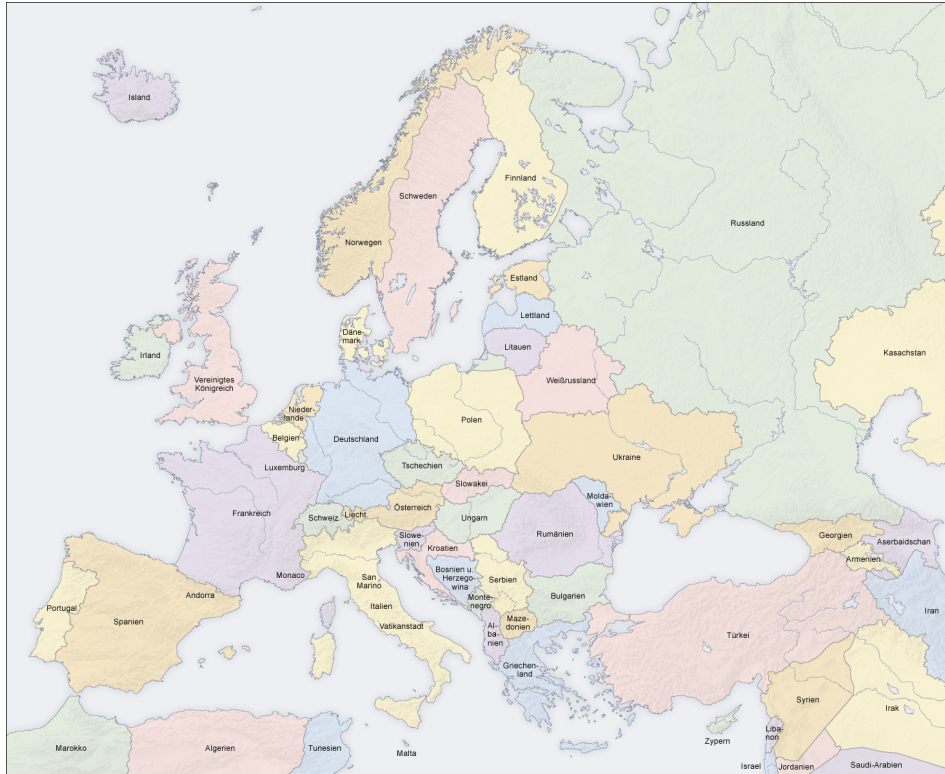 Island
Finnland
Schweden
Russland
Norwegen
Estland
Lettland
Däne
mark
Litauen
Irland
Kasachstan
Vereinigtes
Königreich
Weißrussland
Nieder-
lande
Polen
Belgien
Deutschland
Ukraine
Luxemburg
Tschechien
Slowakei
Molda-
wien
Österreich
Frankreich
Liecht.
Schweiz
Ungarn
Rumänien
Georgien
Aserbaidschan
Slowe-
nien
Kroatien
Armenien
Bosnien u.
Herzego-
wina
Monaco
San
Marino
Serbien
Andorra
Bulgarien
Monte-
negro
Portugal
Italien
Iran
Spanien
Vatikanstadt
Maze-
donien
Al-
ba-
nien
Türkei
Griechen-
land
Syrien
Irak
Liba-
non
Zypern
Marokko
Algerien
Tunesien
Malta
Israel
Jordanien
Saudi-Arabien